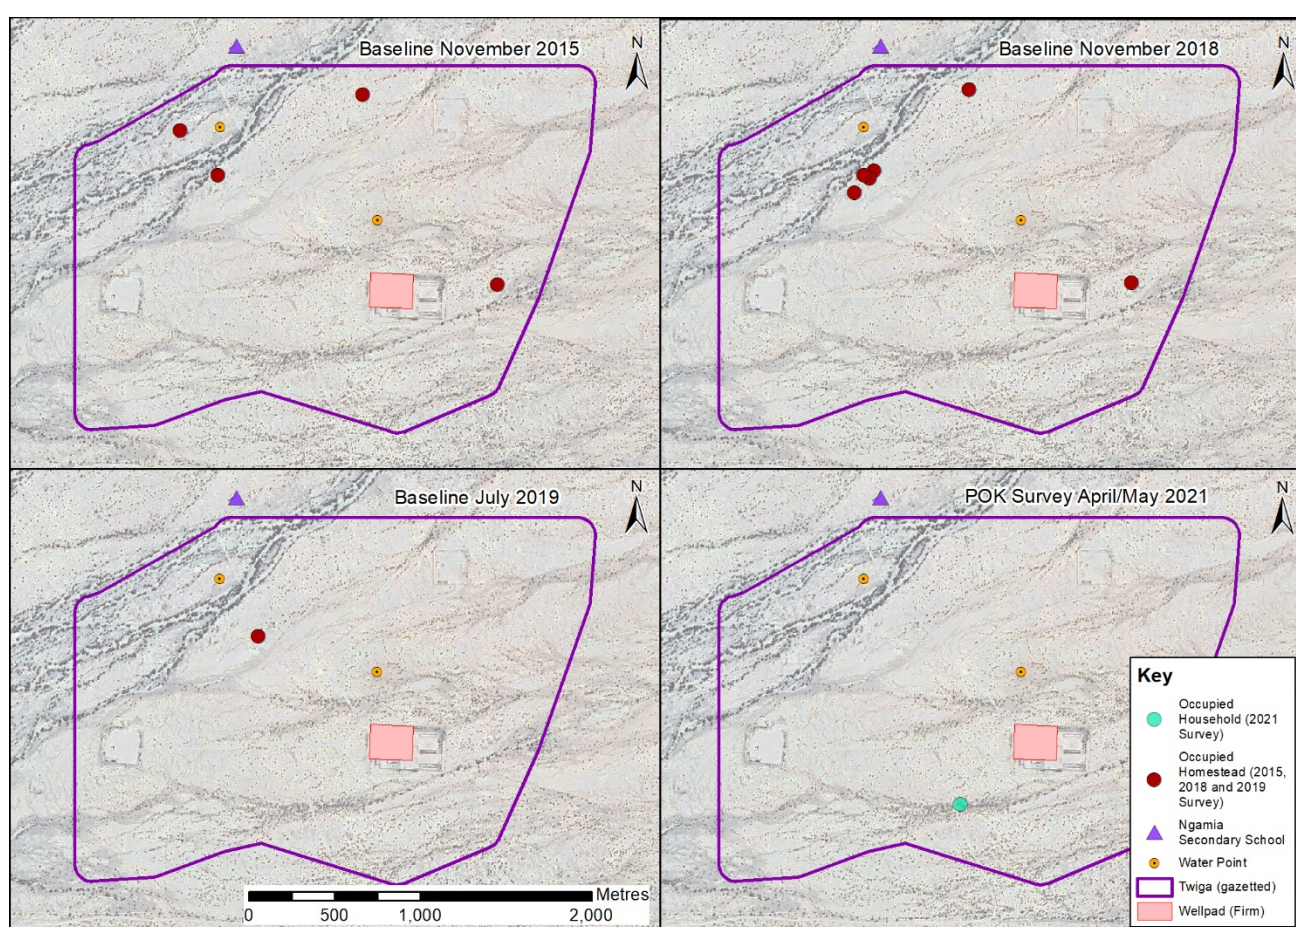 Baseline November 2015
N
Baseline November 2018
N
Baseline July 2019
N
POK Survey April/May 2021
N
Metres
0 500 1,000 2,000
Key
Occupied
Household (2021
Survey)
Occupied
Homestead (2015,
2018 and 2019
Survey)
Ngamia
Secondary School
Water Point
Twiga (gazetted)
Wellpad (Firm)